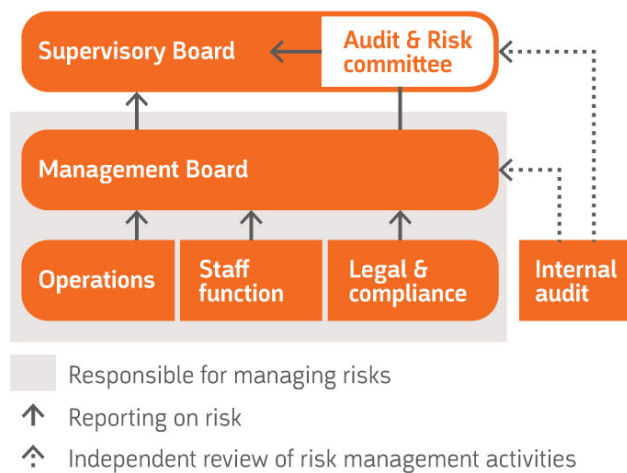 Supervisory Board
Audit & Risk
committee
Management Board
Operations
Staff
function
Legal &
compliance
Internal
audit
Responsible for managing risks
Reporting on risk
Independent review of risk management activities